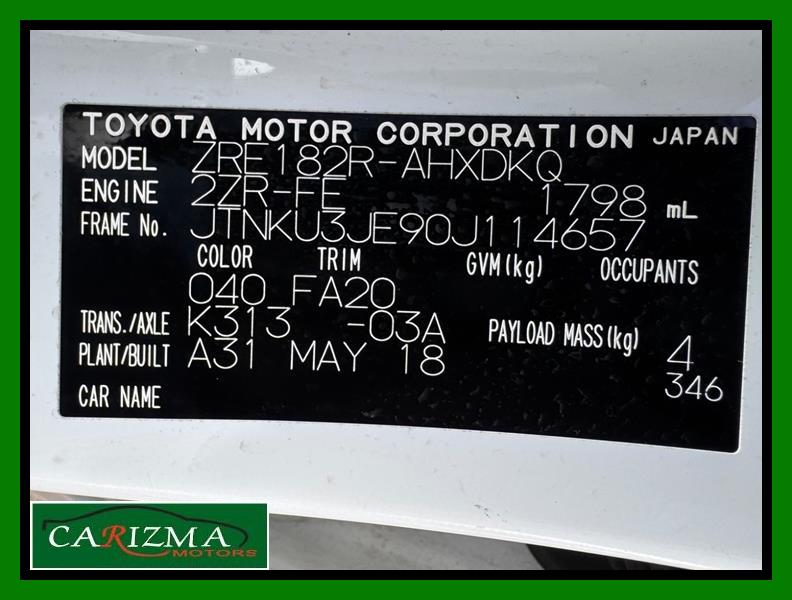 TOYOTA MOTOR CORPORATION JAPAN
MODEL ZRE182R-AHXDKQ
ENGINE 2ZR-FE 1798 mL
FRAME No. JTNKU3JE90J114657
COLOR TRIM GVM(kg) OCCUPANTS
040 FA20
TRANS./AXLE K313 -03A PAYLOAD MASS(kg) 4
PLANT/BUILT A31 MAY 18 346
CAR NAME
CARIZMA
MOTORS